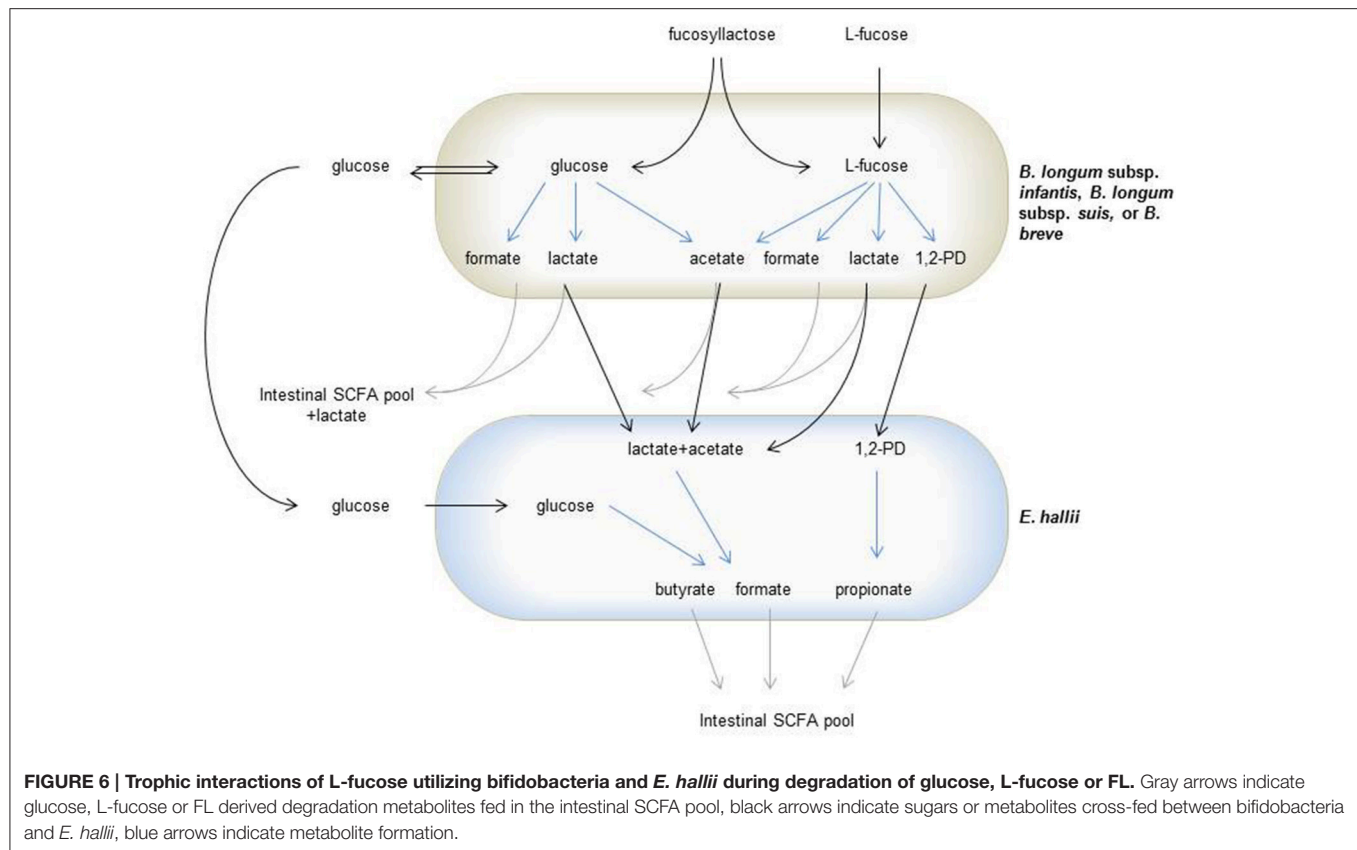 fucosyllactose L-fucose
glucose glucose L-fucose
B. longum subsp.
infantis, B. longum
subsp. suis, or B.
breve
formate lactate acetate formate lactate 1,2-PD
Intestinal SCFA pool
+lactate
lactate+acetate 1,2-PD
glucose glucose
E. hallii
butyrate formate propionate
Intestinal SCFA pool
FIGURE 6 | Trophic interactions of L-fucose utilizing bifidobacteria and E. hallii during degradation of glucose, L-fucose or FL. Gray arrows indicate
glucose, L-fucose or FL derived degradation metabolites fed in the intestinal SCFA pool, black arrows indicate sugars or metabolites cross-fed between bifidobacteria
and E. hallii, blue arrows indicate metabolite formation.